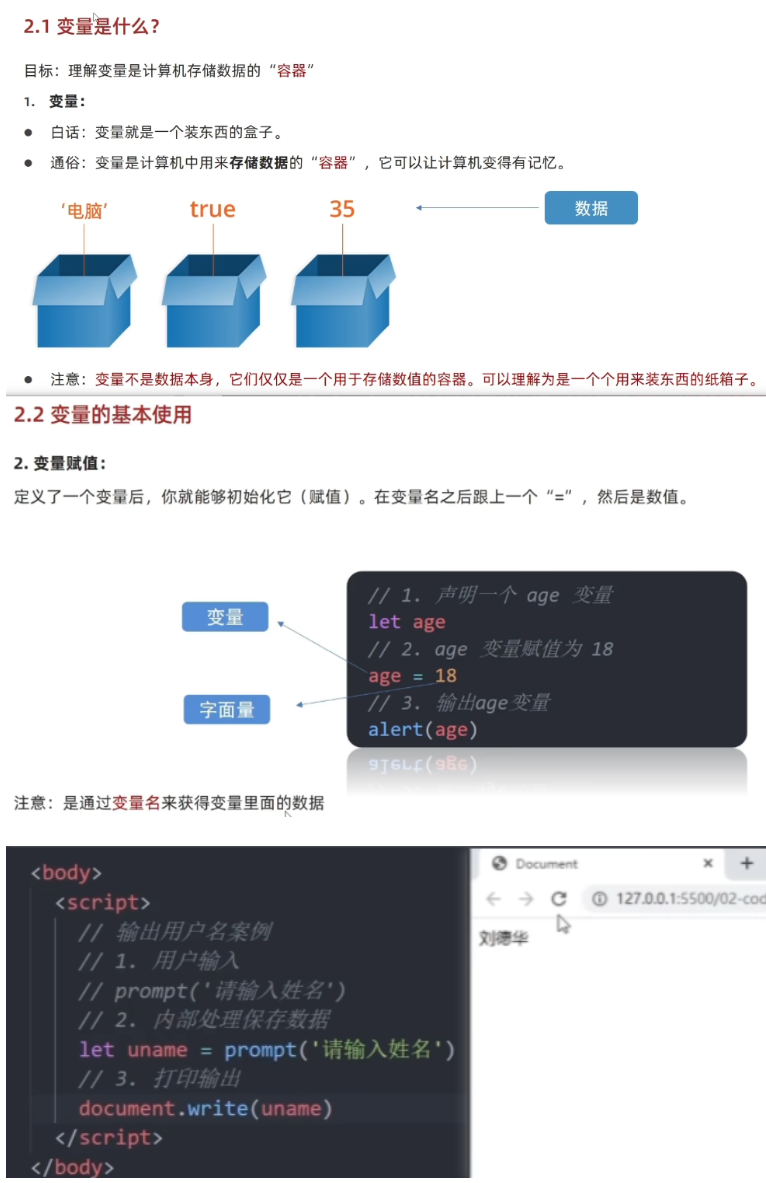 2.1 变量是什么？
目标：理解变量是计算机存储数据的“容器”
1. 变量：
● 白话：变量就是一个装东西的盒子。
● 通俗：变量是计算机中用来存储数据的“容器”，它可以让计算机变得有记忆。
‘电脑’ true 35 数据
● 注意：变量不是数据本身，它们仅仅是一个用于存储数值的容器。可以理解为是一个个用来装东西的纸箱子。
2.2 变量的基本使用
2. 变量赋值：
定义了一个变量后，你就能够初始化它（赋值）。在变量名之后跟上一个“=”，然后是数值。
变量
字面量
// 1. 声明一个 age 变量
let age
// 2. age 变量赋值为 18
age = 18
// 3. 输出age变量
alert(age)
注意：是通过变量名来获得变量里面的数据
<body>
<script>
// 输出用户名案例
// 1. 用户输入
// prompt('请输入姓名')
// 2. 内部处理保存数据
let uname = prompt('请输入姓名')
// 3. 打印输出
document.write(uname)
</script>
</body>
Document
127.0.0.1:5500/02-cod
刘德华